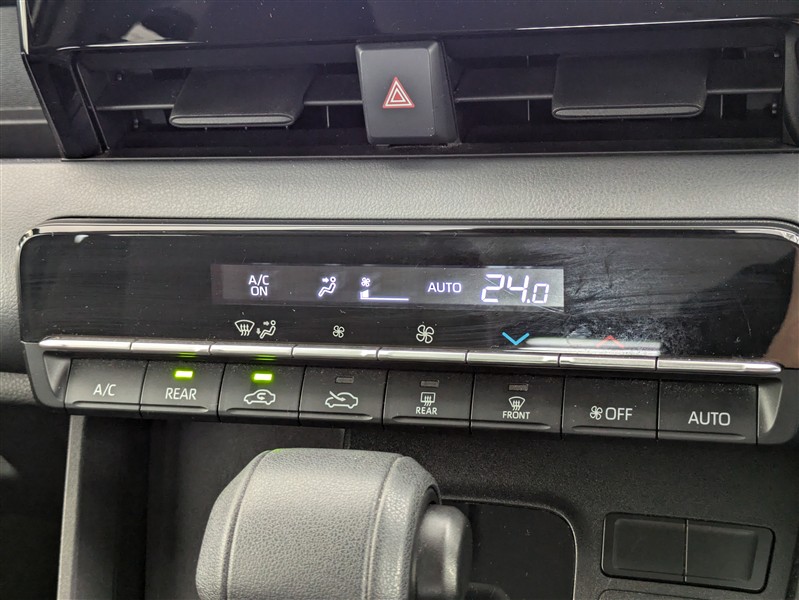 A/C ON AUTO 24.0
A/C REAR REAR FRONT OFF AUTO